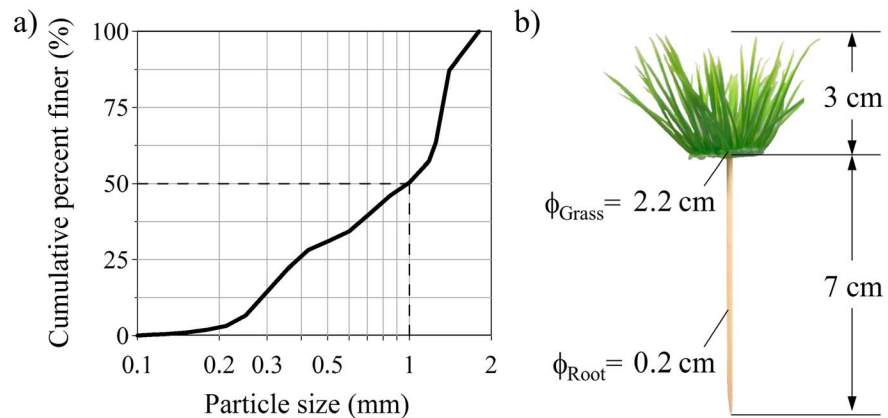 a)
Cumulative percent finer (%)
100
75
50
25
0
0.1
0.2
0.3
0.5
1
2
Particle size (mm)
b)
3 cm
ϕGrass= 2.2 cm
7 cm
ϕRoot= 0.2 cm